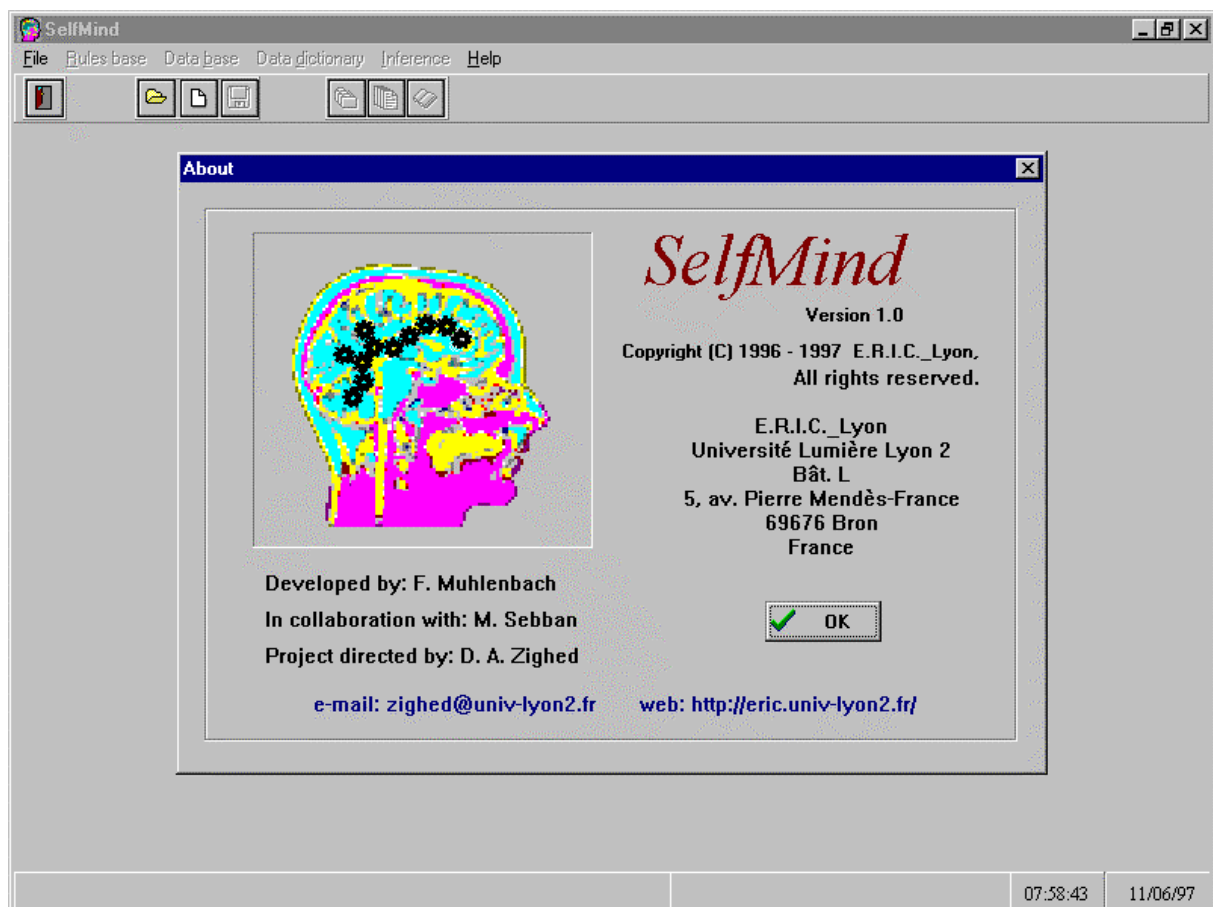 SelfMind
File Rules base Data base Data dictionary Inference Help
About
SelfMind
Version 1.0
Copyright (C) 1996 - 1997 E.R.I.C._Lyon,
All rights reserved.
E.R.I.C._Lyon
Université Lumière Lyon 2
Bât. L
5, av. Pierre Mendès-France
69676 Bron
France
Developed by: F. Muhlenbach
In collaboration with: M. Sebban
Project directed by: D. A. Zighed
OK
e-mail: zighed@univ-lyon2.fr web: http://eric.univ-lyon2.fr/
07:58:43 11/06/97